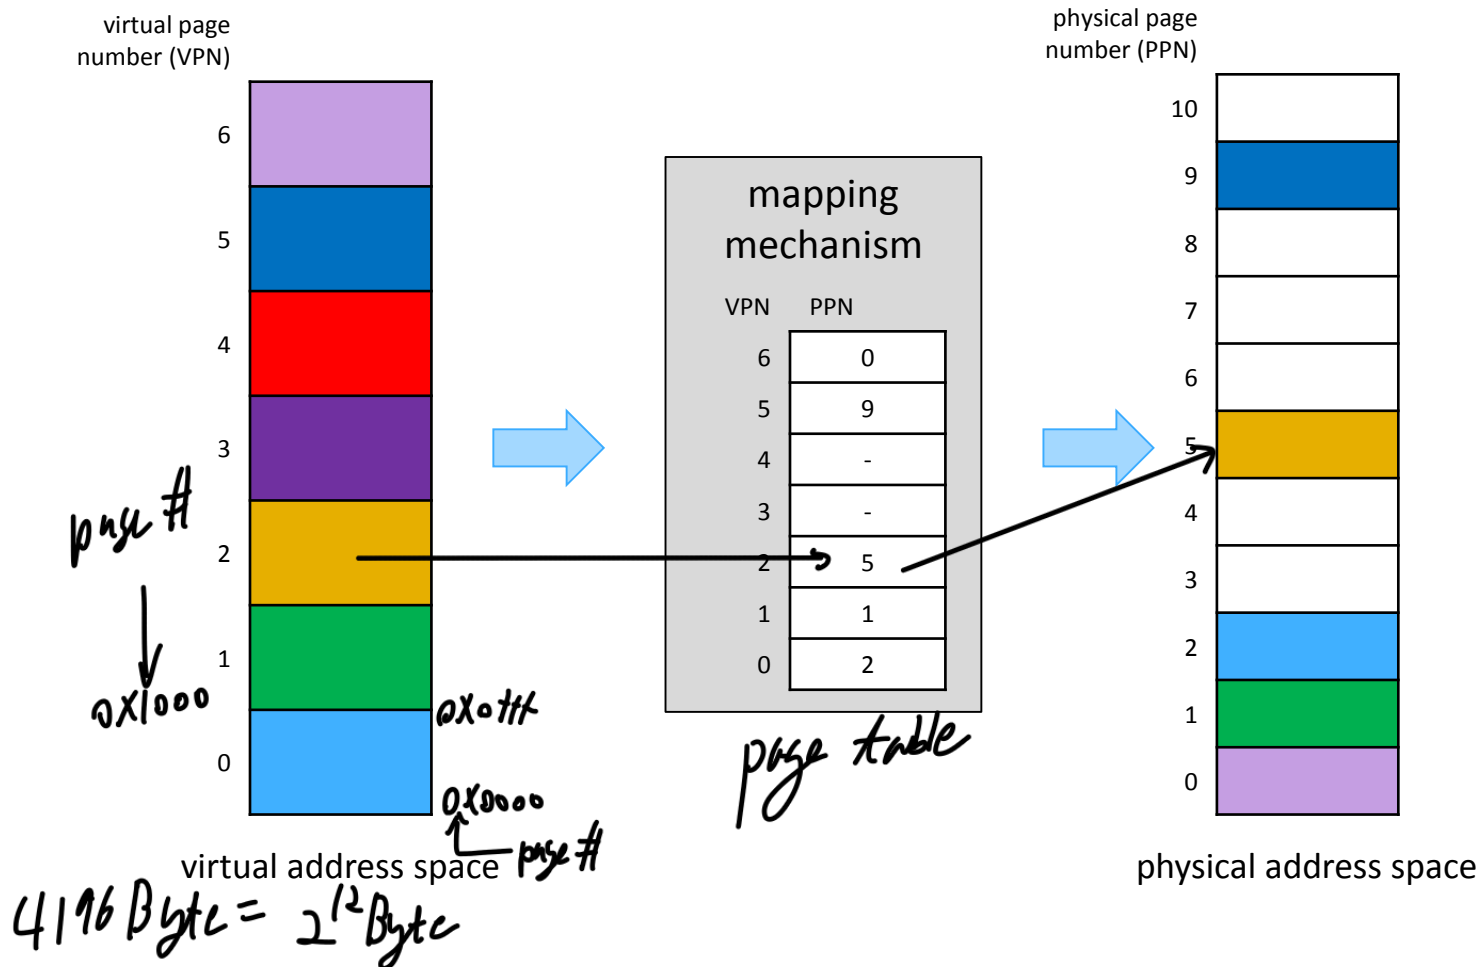 virtual page
number (VPN)
6
5
4
3
2
1
0
page #
0X1000
0X0fff
0X0000
page #
virtual address space
4196 Byte = 2^12 Byte
mapping
mechanism
VPN PPN
6 0
5 9
4 -
3 -
2 5
1 1
0 2
page table
physical page
number (PPN)
10
9
8
7
6
5
4
3
2
1
0
physical address space